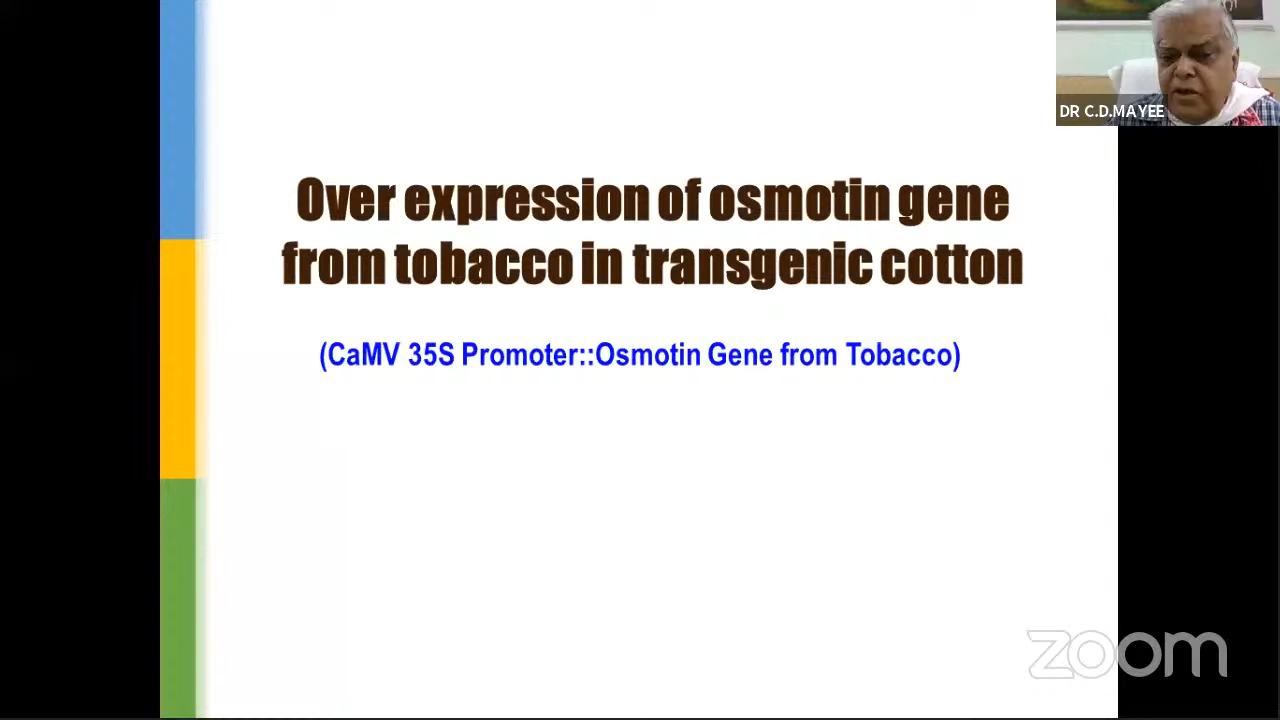 DR C.D.MAYEE
Over expression of osmotin gene
from tobacco in transgenic cotton
(CaMV 35S Promoter::Osmotin Gene from Tobacco)
zoom